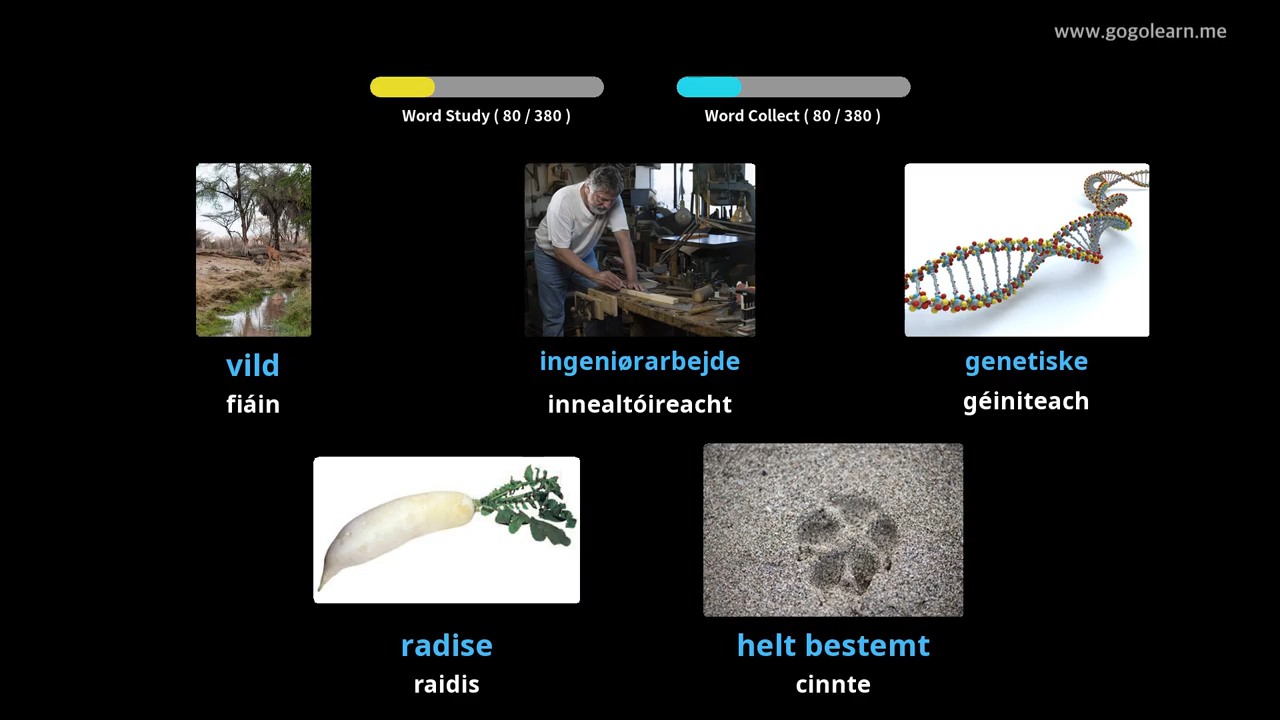 www.gogolearn.me
Word Study ( 80 / 380 )
Word Collect ( 80 / 380 )
vild
fiáin
ingeniørarbejde
innealtóireacht
genetiske
géiniteach
radise
raidis
helt bestemt
cinnte